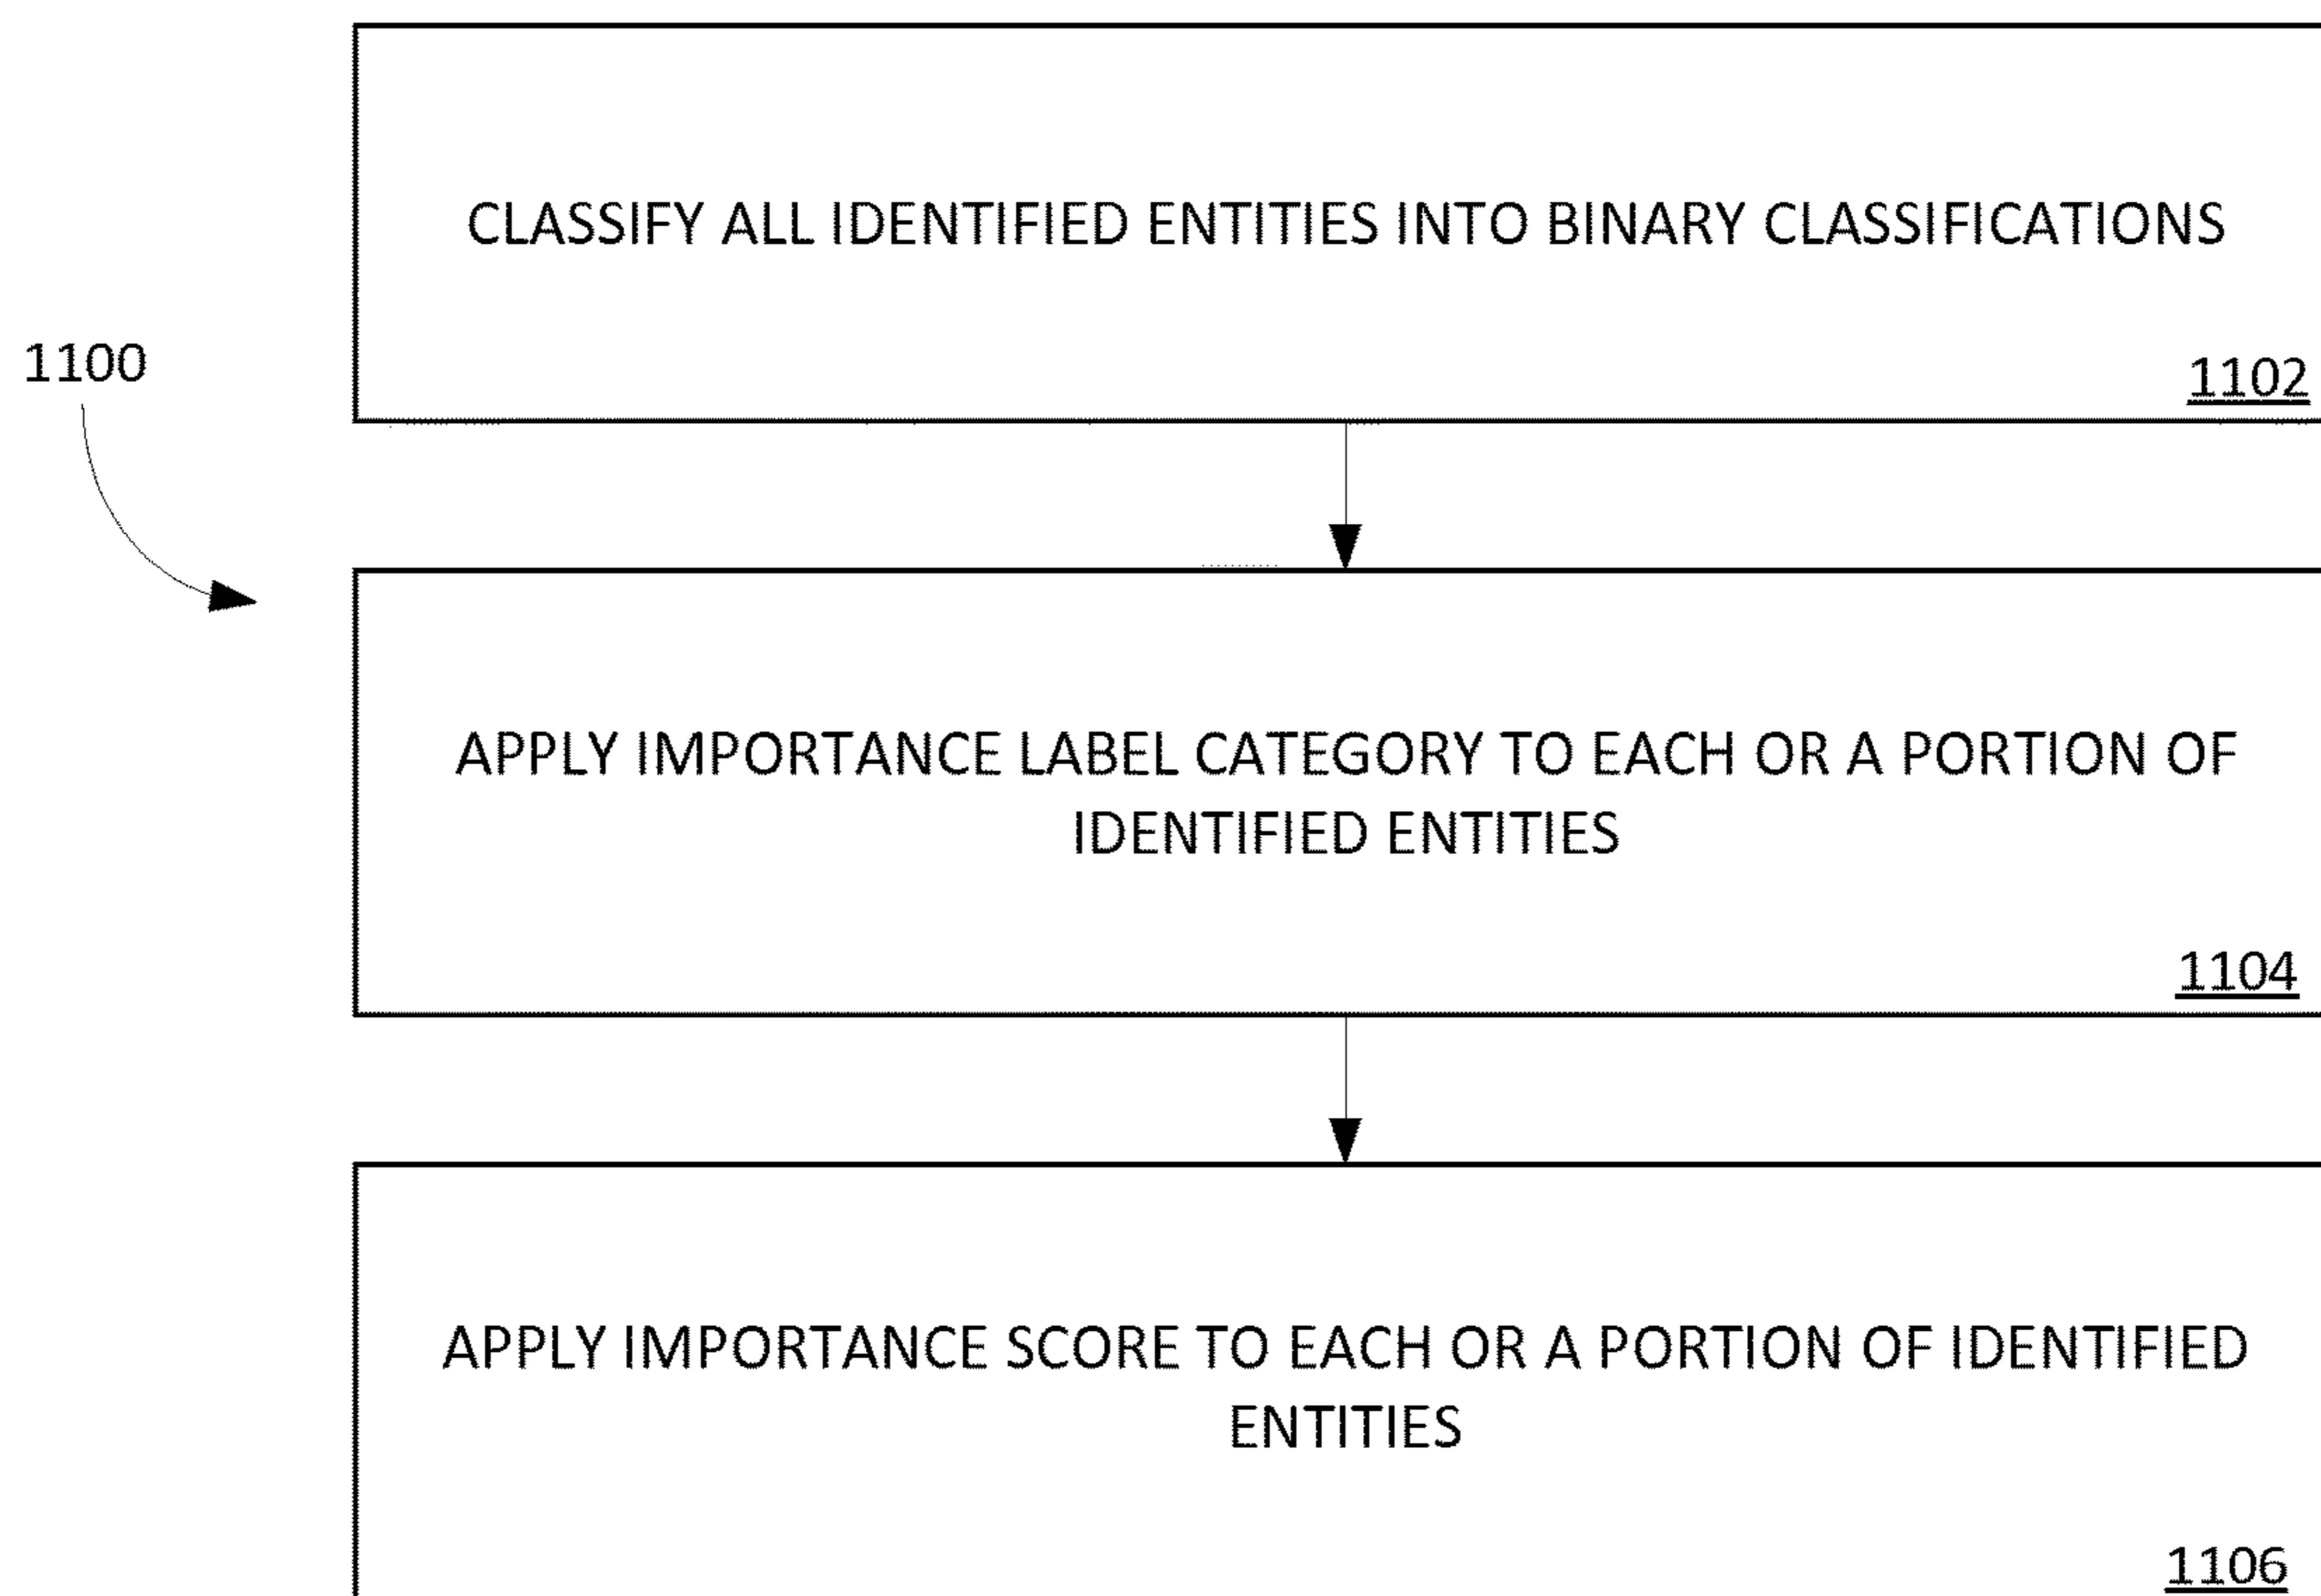 CLASSIFY ALL IDENTIFIED ENTITIES INTO BINARY CLASSIFICATIONS
1100
1102
APPLY IMPORTANCE LABEL CATEGORY TO EACH OR A PORTION OF
IDENTIFIED ENTITIES
1104
APPLY IMPORTANCE SCORE TO EACH OR A PORTION OF IDENTIFIED
ENTITIES
1106